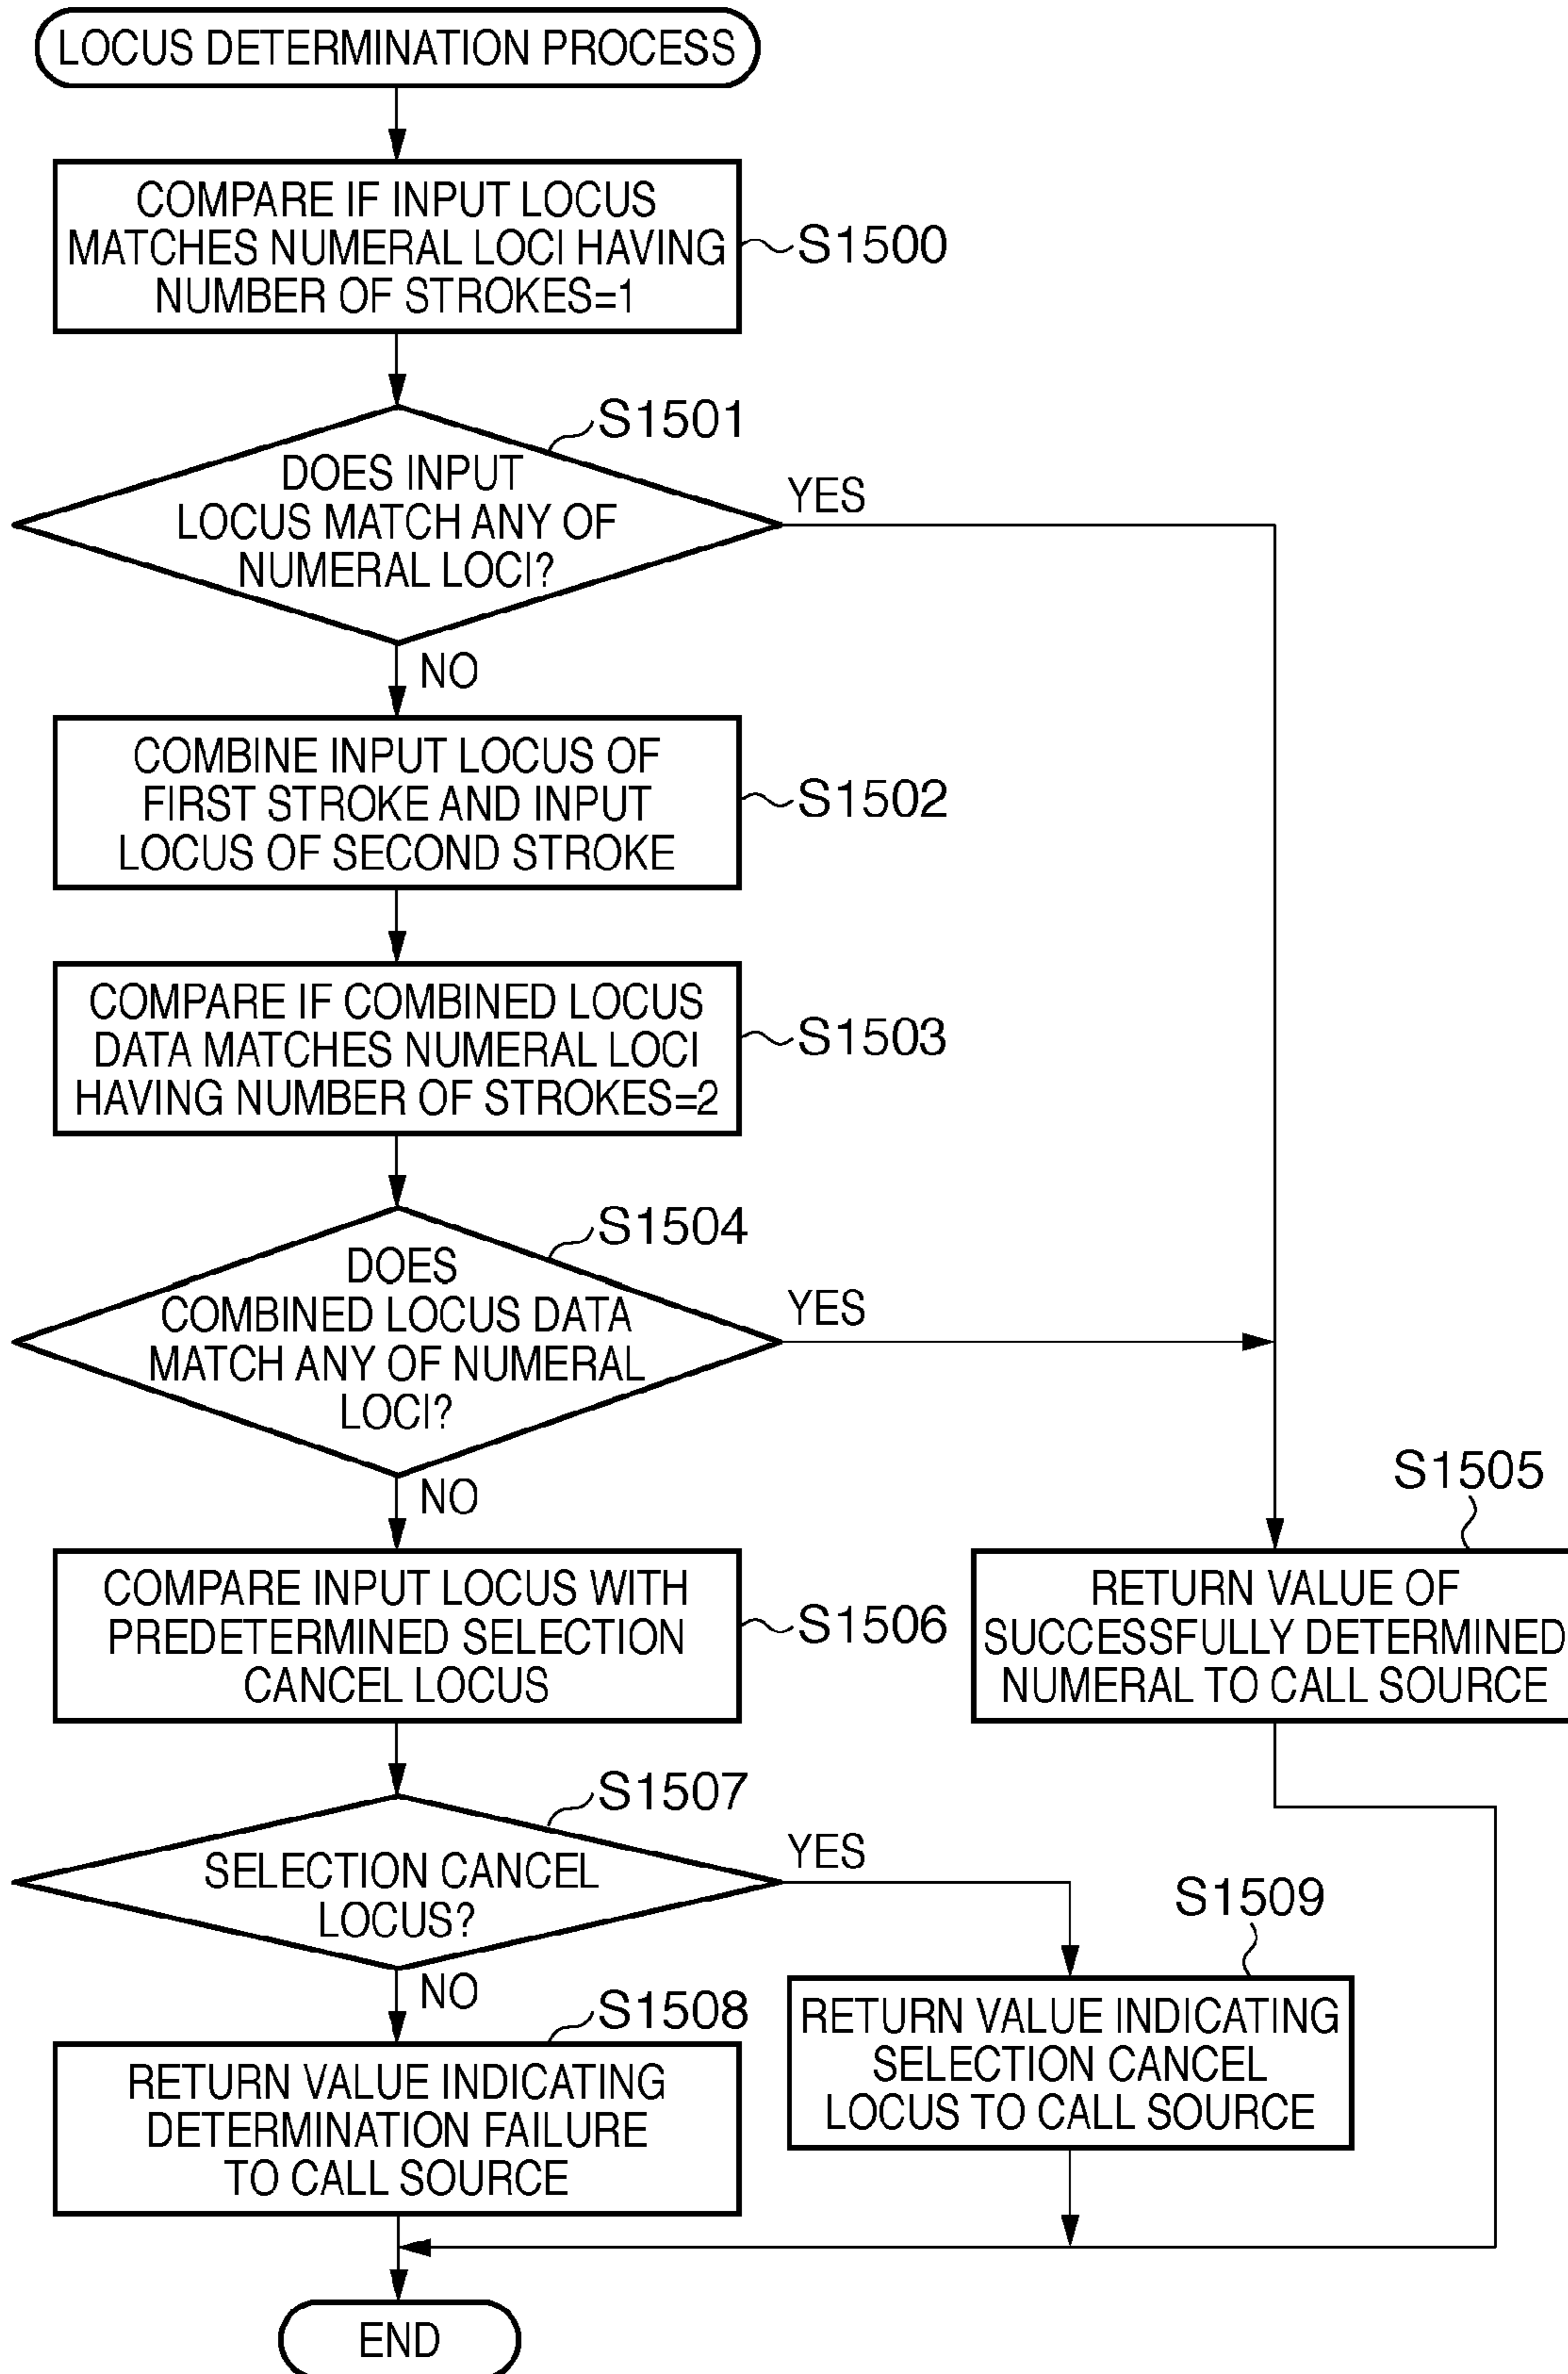 LOCUS DETERMINATION PROCESS
COMPARE IF INPUT LOCUS
MATCHES NUMERAL LOCI HAVING
NUMBER OF STROKES=1
S1500
S1501
DOES INPUT
LOCUS MATCH ANY OF
NUMERAL LOCI?
YES
NO
COMBINE INPUT LOCUS OF
FIRST STROKE AND INPUT
LOCUS OF SECOND STROKE
S1502
COMPARE IF COMBINED LOCUS
DATA MATCHES NUMERAL LOCI
HAVING NUMBER OF STROKES=2
S1503
S1504
DOES
COMBINED LOCUS DATA
MATCH ANY OF NUMERAL
LOCI?
YES
NO
S1505
RETURN VALUE OF
SUCCESSFULLY DETERMINED
NUMERAL TO CALL SOURCE
COMPARE INPUT LOCUS WITH
PREDETERMINED SELECTION
CANCEL LOCUS
S1506
S1507
SELECTION CANCEL
LOCUS?
YES
NO
S1509
RETURN VALUE INDICATING
SELECTION CANCEL
LOCUS TO CALL SOURCE
S1508
RETURN VALUE INDICATING
DETERMINATION FAILURE
TO CALL SOURCE
END